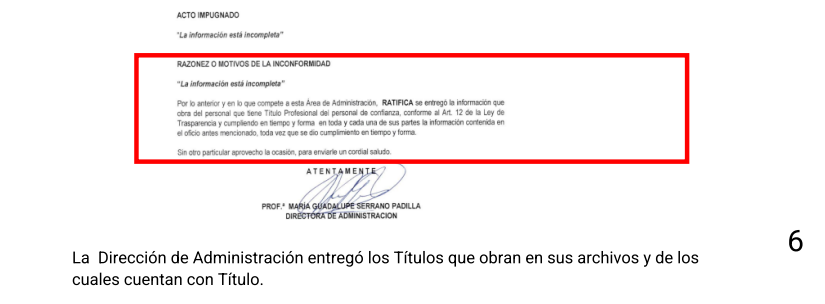 ACTO IMPUGNADO
"La información está incompleta"
RAZONEZ O MOTIVOS DE LA INCONFORMIDAD
"La información está incompleta"
Por lo anterior y en lo que compete a esta Área de Administración, RATIFICA se entregó la información que
obra del personal que tiene Titulo Profesional del personal de confianza, conforme al Art. 12 de la Ley de
Trasparencia y cumpliendo en tiempo y forma en toda y cada una de sus partes la información contenida en
el oficio antes mencionado, toda vez que se dio cumplimiento en tiempo y forma.
Sin otro particular aprovecho la ocasión, para enviarle un cordial saludo.
ATENTAMENTE
PROF.ª MARÍA GUADALUPE SERRANO PADILLA
DIRECTORA DE ADMINISTRACION
6
La Dirección de Administración entregó los Títulos que obran en sus archivos y de los
cuales cuentan con Título.